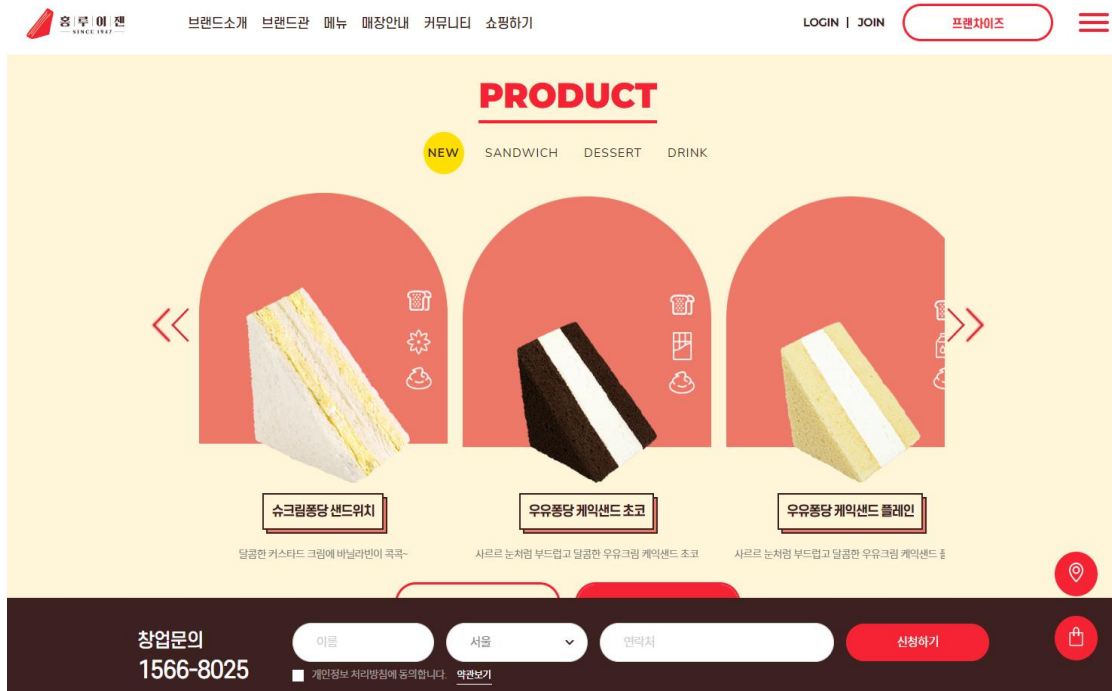 홈루이젠
SINCE 1947
브랜드소개 브랜드관 메뉴 매장안내 커뮤니티 쇼핑하기
LOGIN | JOIN
프랜차이즈
PRODUCT
NEW SANDWICH DESSERT DRINK
슈크림퐁당 샌드위치
우유퐁당 케익샌드 초코
우유퐁당 케익샌드 플레인
달콤한 커스타드 크림에 바닐라빈이 콕콕~
사르르 눈처럼 부드럽고 달콤한 우유크림 케익샌드 초코
사르르 눈처럼 부드럽고 달콤한 우유크림 케익샌드
창업문의
1566-8025
이름
서울
연락처
신청하기
개인정보 처리방침에 동의합니다. 약관보기